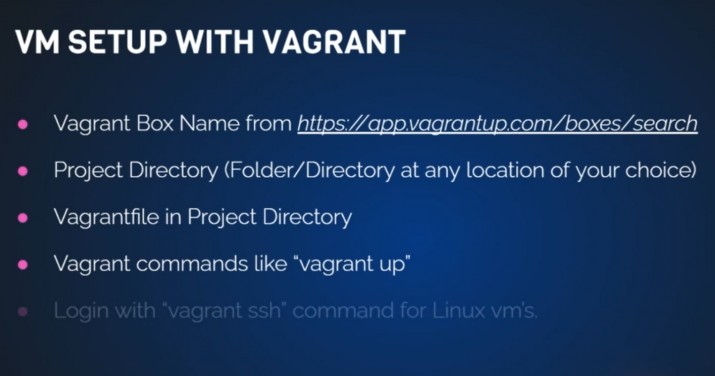 VM SETUP WITH VAGRANT
Vagrant Box Name from https://app.vagrantup.com/boxes/search
Project Directory (Folder/Directory at any location of your choice)
Vagrantfile in Project Directory
Vagrant commands like “vagrant up”
Login with “vagrant ssh” command for Linux vm's.